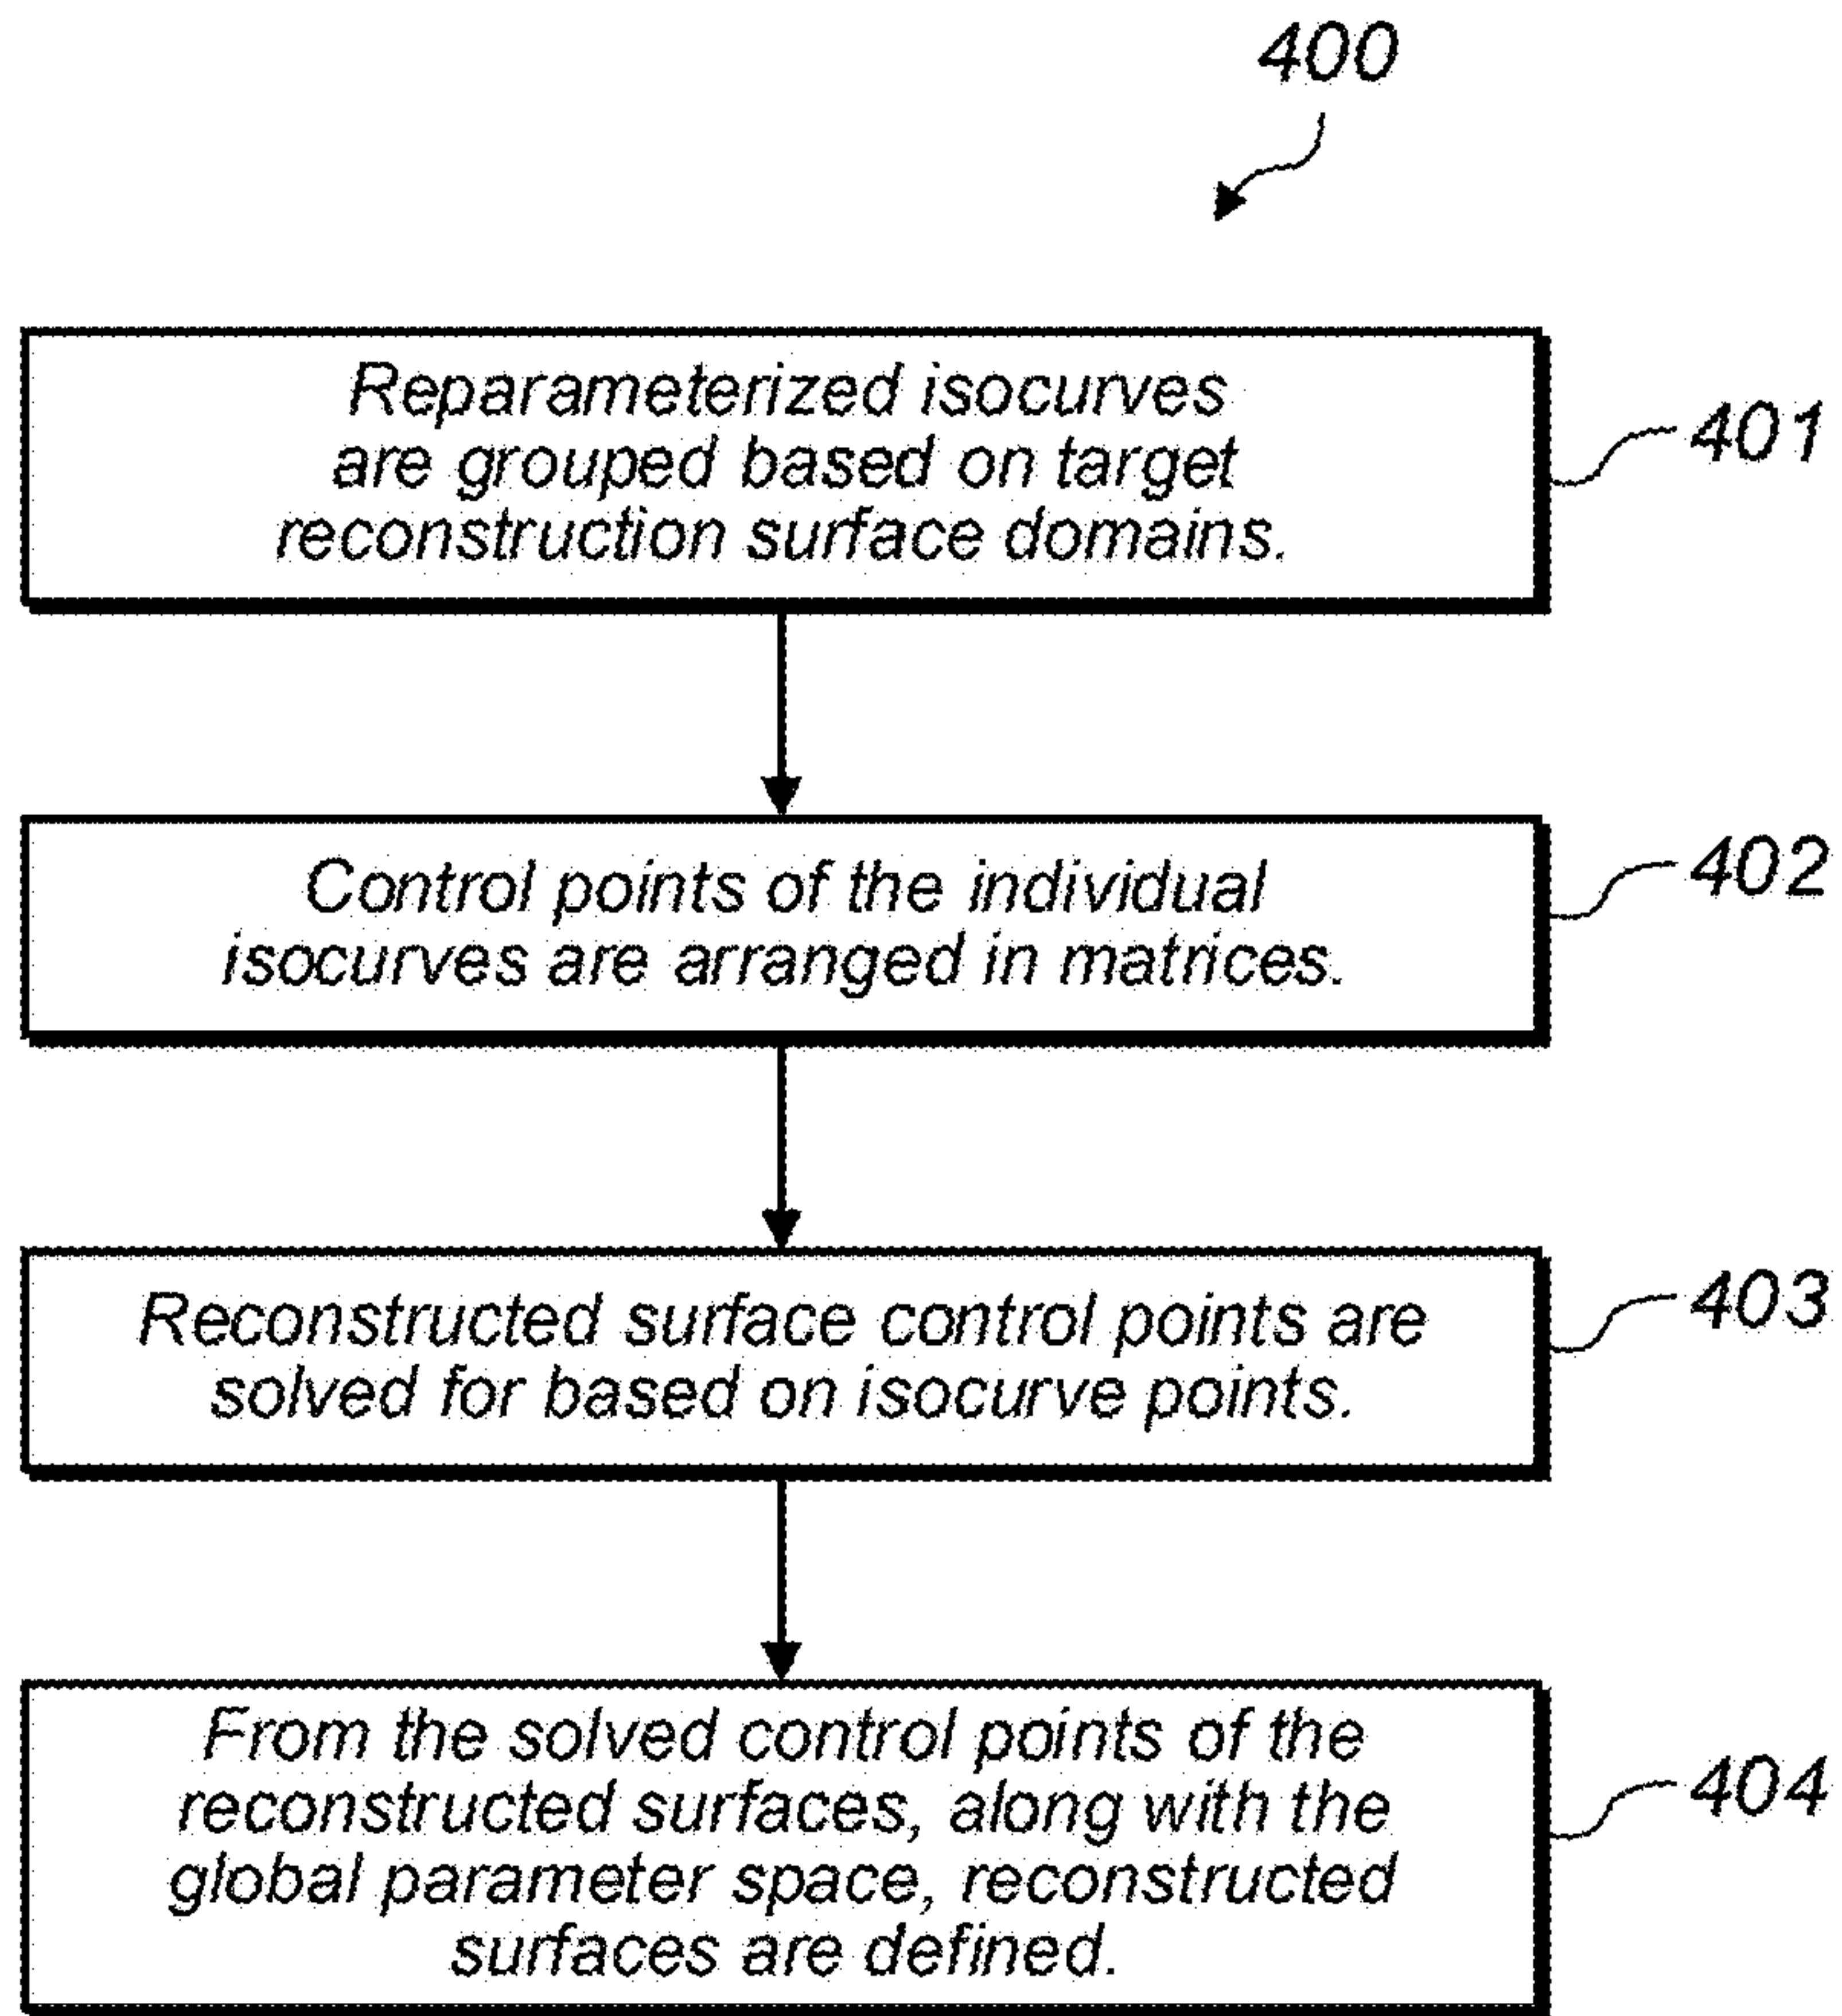 400
Reparameterized isocurves
are grouped based on target
reconstruction surface domains.
401
Control points of the individual
isocurves are arranged in matrices.
402
Reconstructed surface control points are
solved for based on isocurve points.
403
From the solved control points of the
reconstructed surfaces, along with the
global parameter space, reconstructed
surfaces are defined.
404